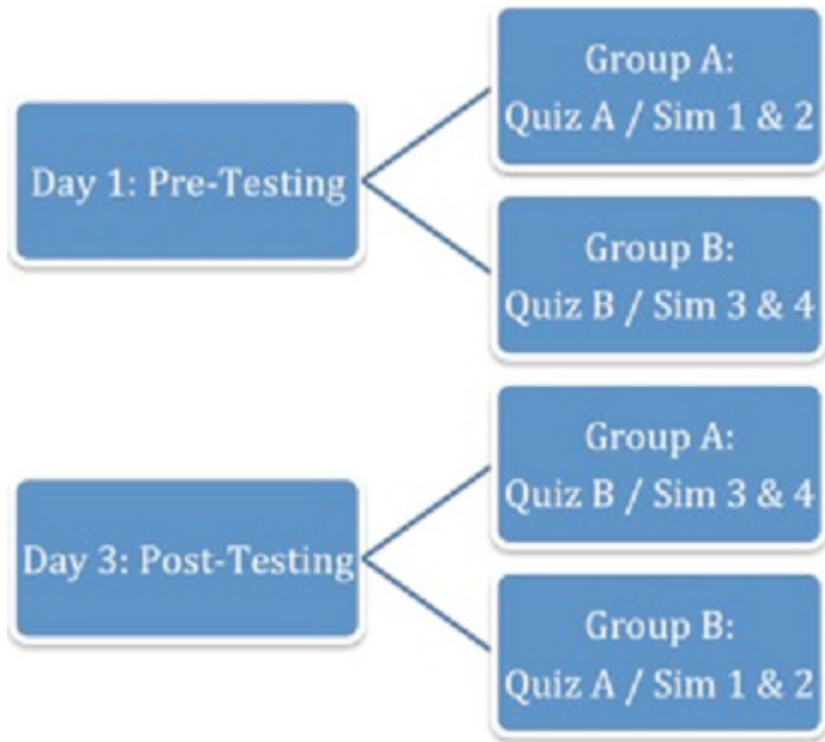 Day 1: Pre-Testing
Group A:
Quiz A / Sim 1 & 2
Group B:
Quiz B / Sim 3 & 4
Day 3: Post-Testing
Group A:
Quiz B / Sim 3 & 4
Group B:
Quiz A / Sim 1 & 2